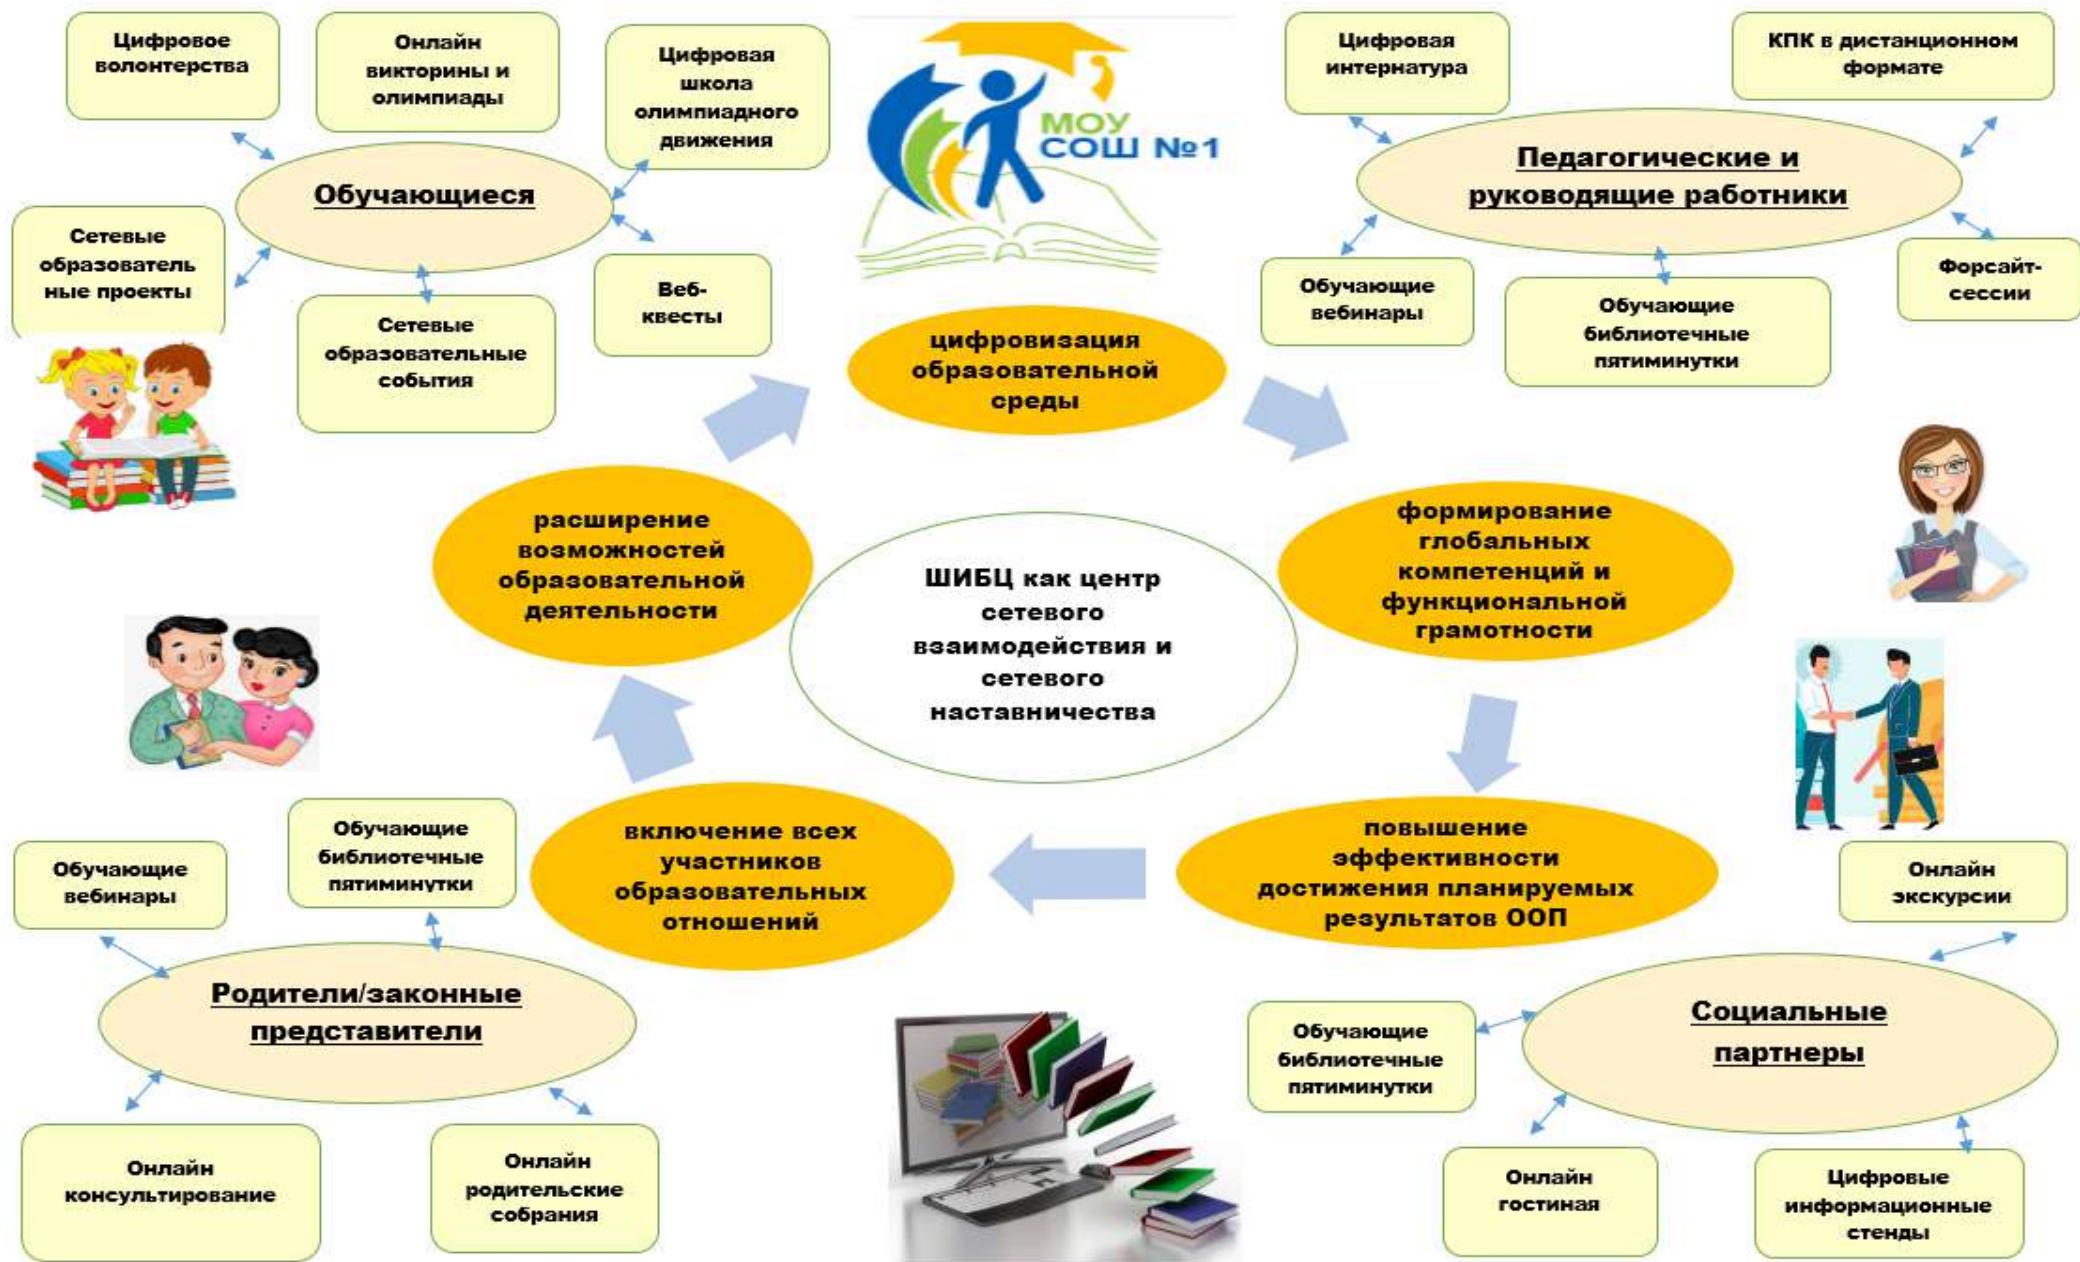 Цифровое
волонтерства
Онлайн
викторины и
олимпиады
Цифровая
школа
олимпиадного
движения
Обучающиеся
Сетевые
образователь
ные проекты
Сетевые
образовательные
события
Веб-
квесты
МОУ
СОШ №1
Цифровая
интернатура
КПК в дистанционном
формате
Педагогические и
руководящие работники
Обучающие
вебинары
Обучающие
библиотечные
пятиминутки
Форсайт-
сессии
цифровизация
образовательной
среды
расширение
возможностей
образовательной
деятельности
ШИБЦ как центр
сетевого
взаимодействия и
сетевого
наставничества
формирование
глобальных
компетенций и
функциональной
грамотности
включение всех
участников
образовательных
отношений
повышение
эффективности
достижения планируемых
результатов ООП
Обучающие
вебинары
Обучающие
библиотечные
пятиминутки
Родители/законные
представители
Онлайн
консультирование
Онлайн
родительские
собрания
Онлайн
экскурсии
Социальные
партнеры
Обучающие
библиотечные
пятиминутки
Онлайн
гостиная
Цифровые
информационные
стенды